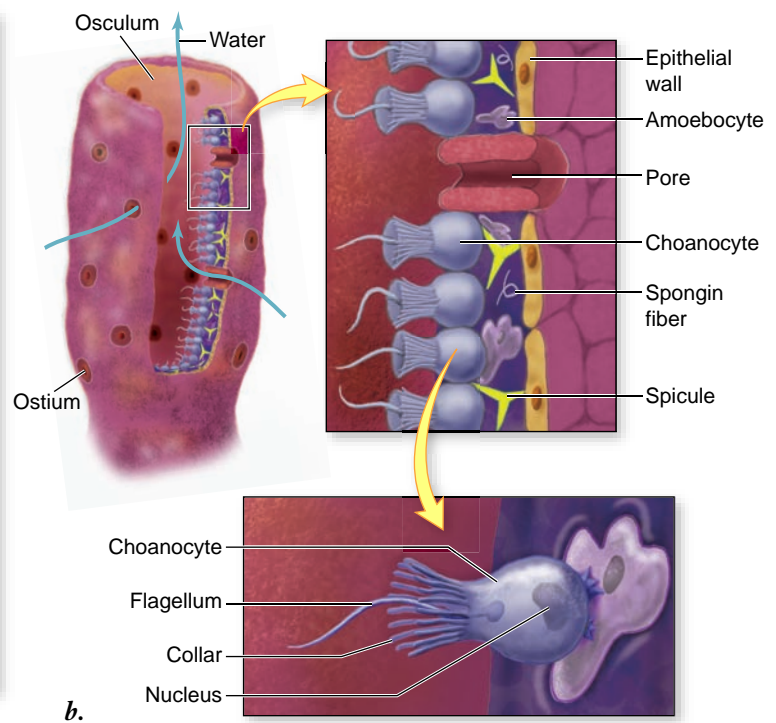 Osculum
Water
Ostium
Epithelial
wall
Amoebocyte
Pore
Choanocyte
Spongin
fiber
Spicule
Choanocyte
Flagellum
Collar
Nucleus
b.